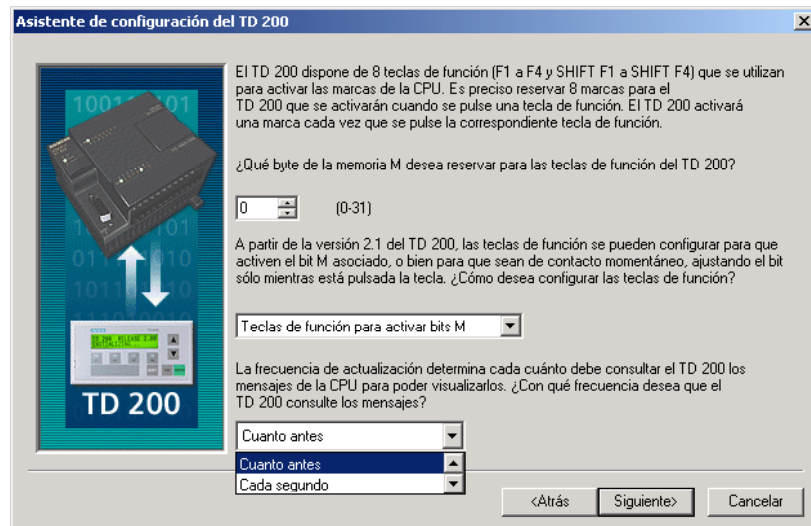 Asistente de configuración del TD 200
El TD 200 dispone de 8 teclas de función (F1 a F4 y SHIFT F1 a SHIFT F4) que se utilizan
para activar las marcas de la CPU. Es preciso reservar 8 marcas para el
TD 200 que se activarán cuando se pulse una tecla de función. El TD 200 activará
una marca cada vez que se pulse la correspondiente tecla de función.
¿Qué byte de la memoria M desea reservar para las teclas de función del TD 200?
0 (0-31)
A partir de la versión 2.1 del TD 200, las teclas de función se pueden configurar para que
activen el bit M asociado, o bien para que sean de contacto momentáneo, ajustando el bit
sólo mientras está pulsada la tecla. ¿Cómo desea configurar las teclas de función?
Teclas de función para activar bits M
La frecuencia de actualización determina cada cuánto debe consultar el TD 200 los
mensajes de la CPU para poder visualizarlos. ¿Con qué frecuencia desea que el
TD 200 consulte los mensajes?
TD 200
Cuanto antes
Cuanto antes
Cada segundo
<Atrás Siguiente> Cancelar